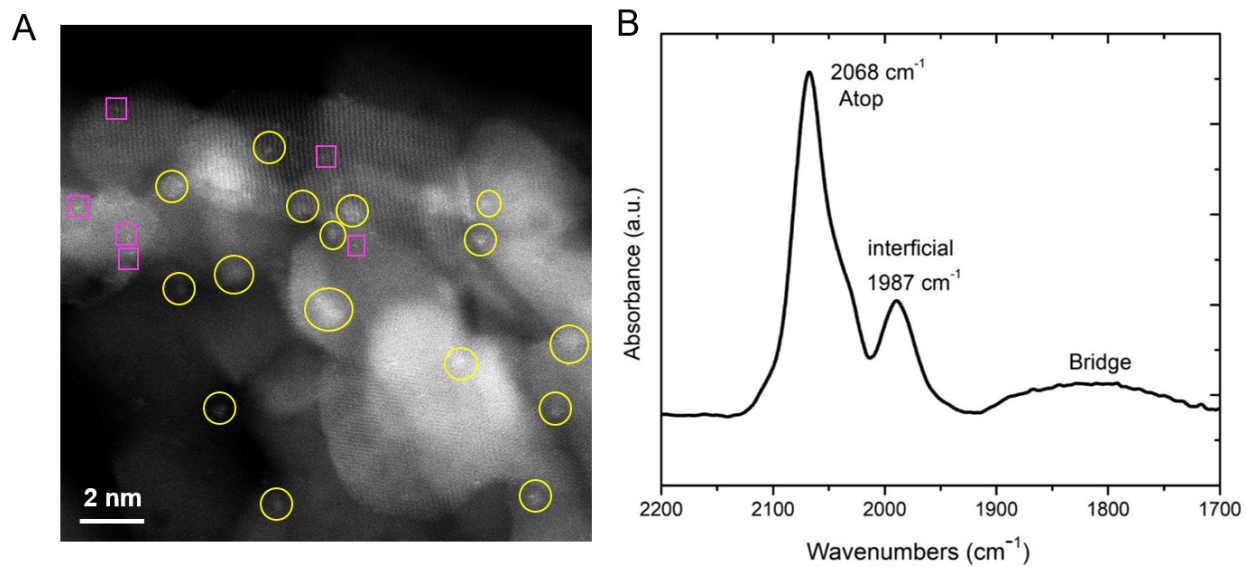 A
2 nm
B
2068 cm⁻¹
Atop
interficial
1987 cm⁻¹
Bridge
Absorbance (a.u.)
2200
2100
2000
1900
1800
1700
Wavenumbers (cm⁻¹)